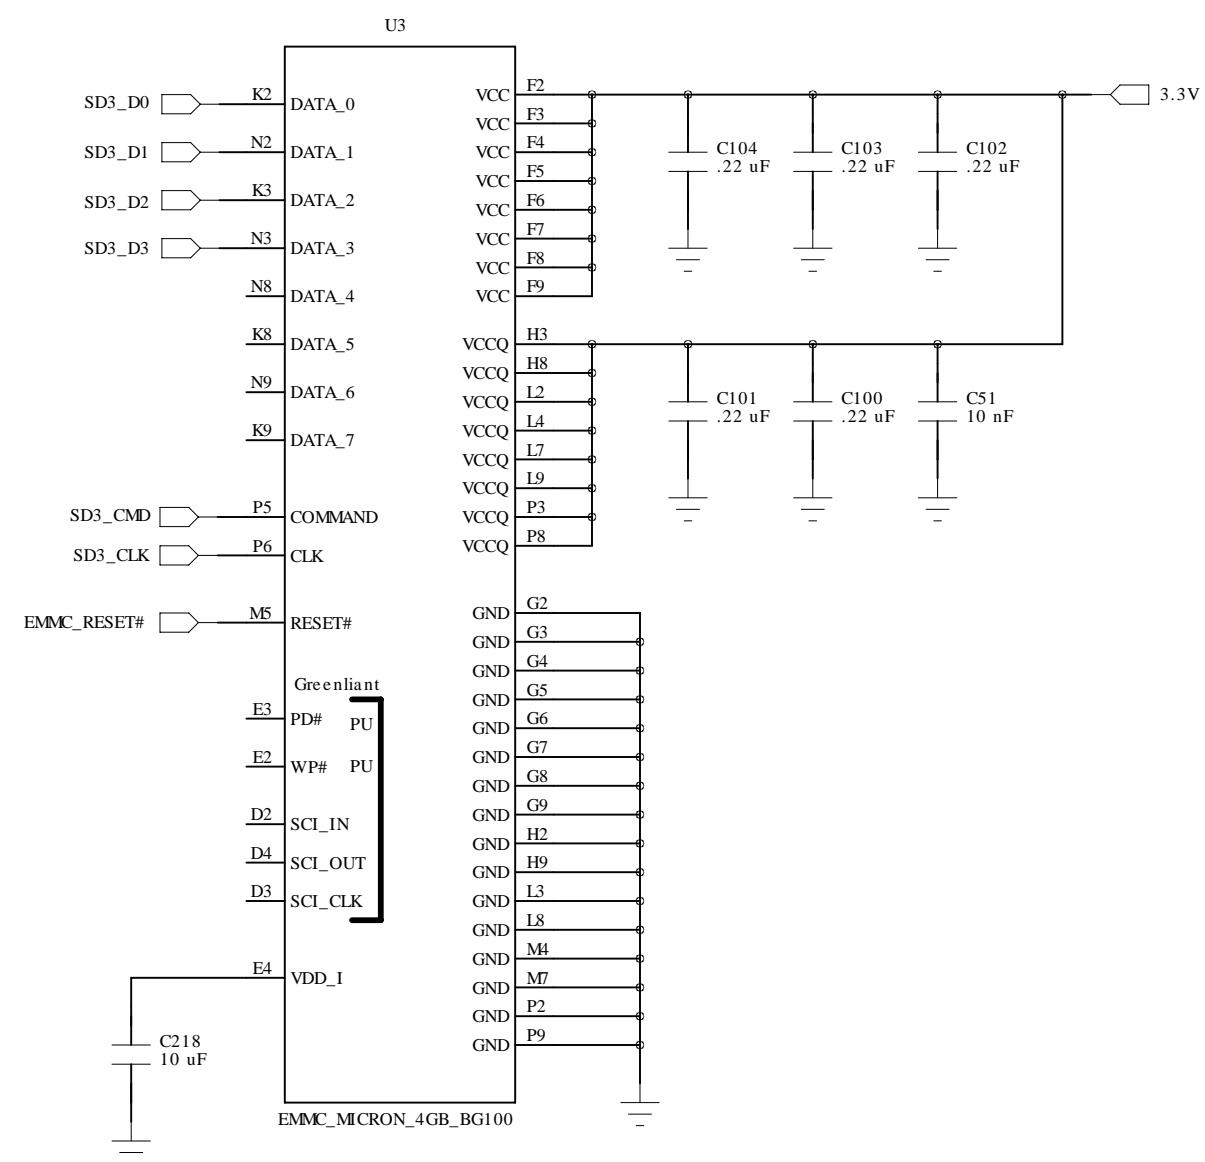 U3
SD3_D0 K2 DATA_0
SD3_D1 N2 DATA_1
SD3_D2 K3 DATA_2
SD3_D3 N3 DATA_3
N8 DATA_4
K8 DATA_5
N9 DATA_6
K9 DATA_7
SD3_CMD P5 COMMAND
SD3_CLK P6 CLK
EMMC_RESET# M5 RESET#
Greenliant
E3 PD# PU
E2 WP# PU
D2 SCI_IN
D4 SCI_OUT
D3 SCI_CLK
E4 VDD_I
C218
10 uF
VCC F2
VCC F3
VCC F4
VCC F5
VCC F6
VCC F7
VCC F8
VCC F9
3.3V
C104
.22 uF
C103
.22 uF
C102
.22 uF
VCCQ H3
VCCQ H8
VCCQ L2
VCCQ L4
VCCQ L7
VCCQ L9
VCCQ P3
VCCQ P8
C101
.22 uF
C100
.22 uF
C51
10 nF
GND G2
GND G3
GND G4
GND G5
GND G6
GND G7
GND G8
GND G9
GND H2
GND H9
GND L3
GND L8
GND M4
GND M7
GND P2
GND P9
EMMC_MICRON_4GB_BG100